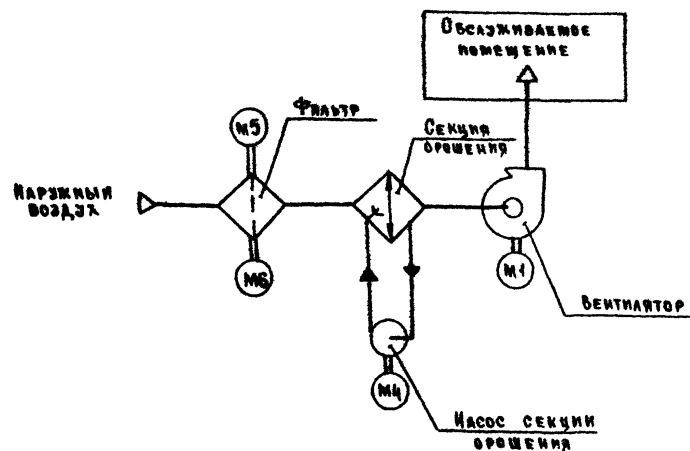 Обслуживаемое
помещение
Фильтр
М5
Секция
орошения
Наружный
воздух
М6
М1
Вентилятор
М4
Насос секции
орошения